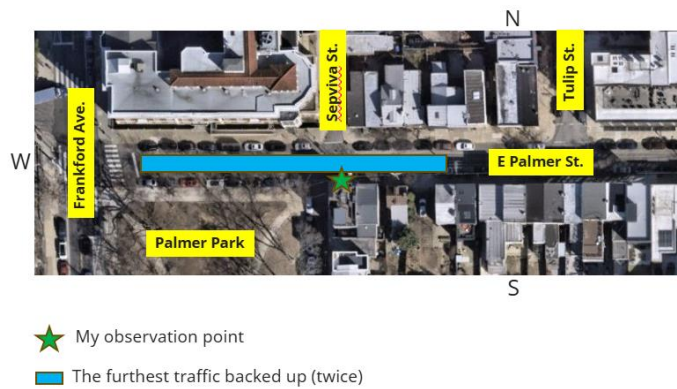 N
Sepviva St.
Tulip St.
Frankford Ave.
W
E Palmer St.
Palmer Park
S
My observation point
The furthest traffic backed up (twice)